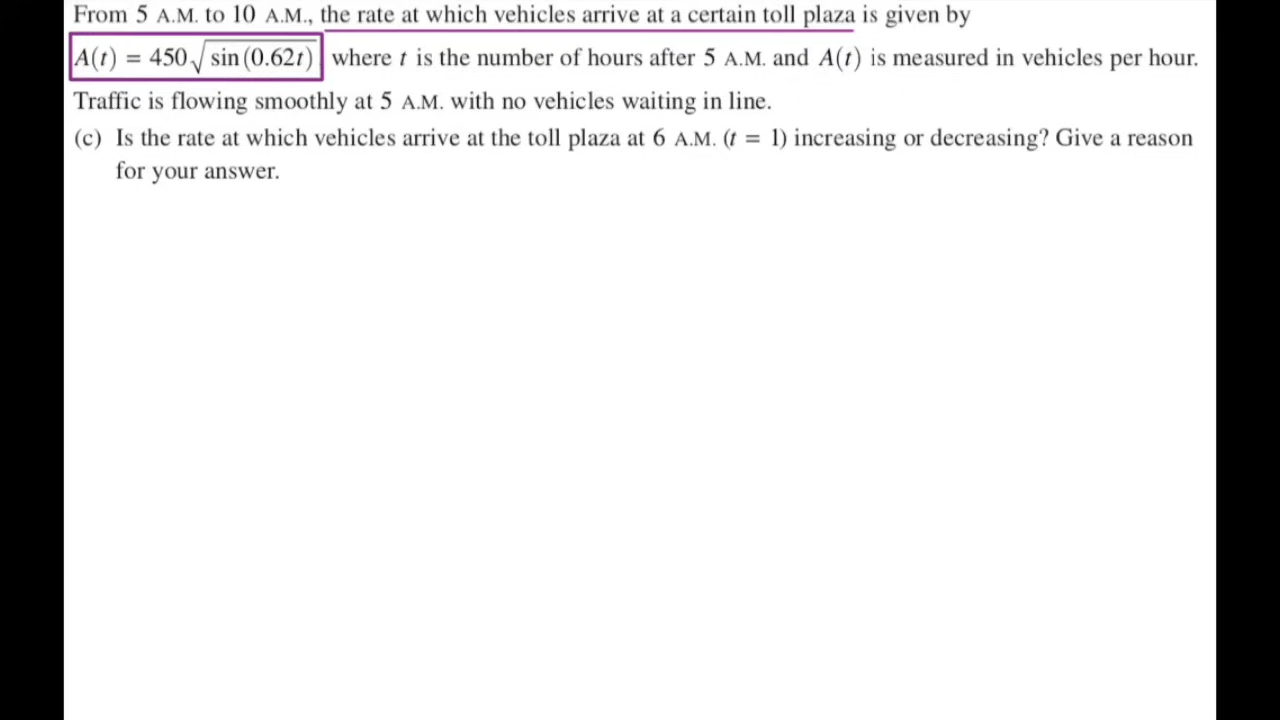 From 5 A.M. to 10 A.M., the rate at which vehicles arrive at a certain toll plaza is given by
A(t) = 450√sin(0.62t) where t is the number of hours after 5 A.M. and A(t) is measured in vehicles per hour.
Traffic is flowing smoothly at 5 A.M. with no vehicles waiting in line.
(c) Is the rate at which vehicles arrive at the toll plaza at 6 A.M. (t = 1) increasing or decreasing? Give a reason
for your answer.